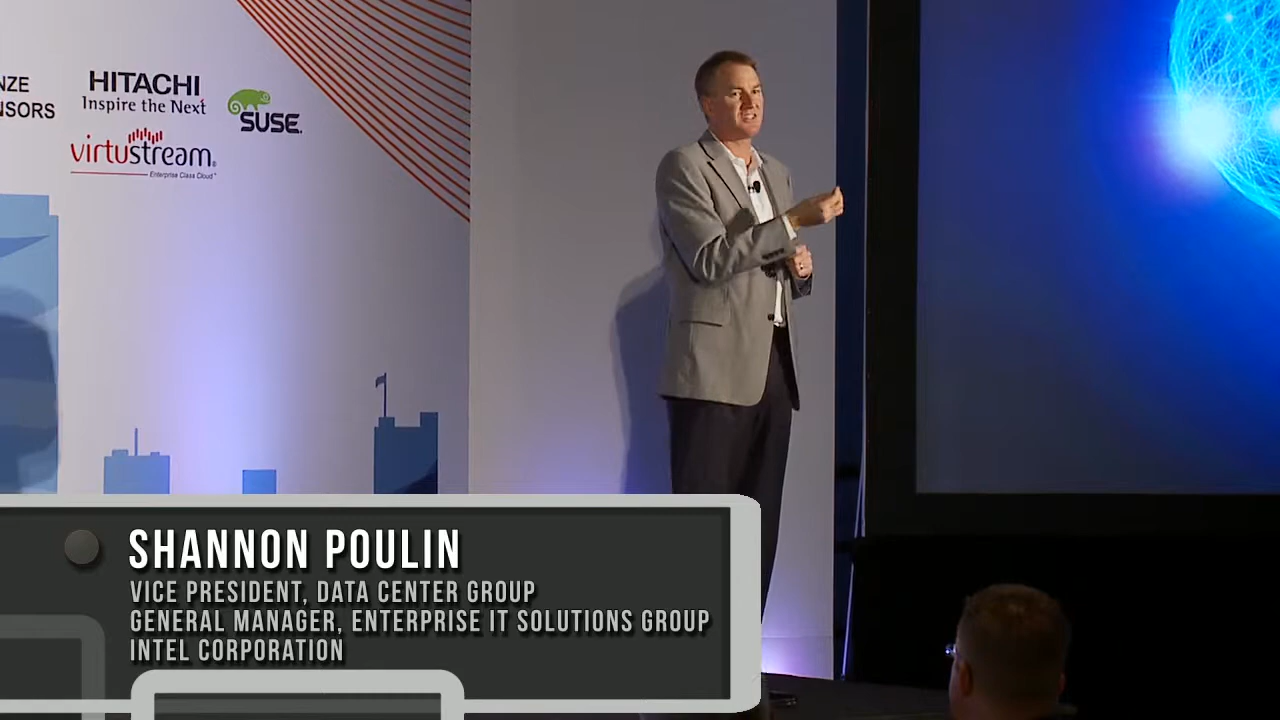 NZE
NSORS
HITACHI
Inspire the Next
SUSE.
virtustream®
Enterprise Class Cloud™
SHANNON POULIN
VICE PRESIDENT, DATA CENTER GROUP
GENERAL MANAGER, ENTERPRISE IT SOLUTIONS GROUP
INTEL CORPORATION